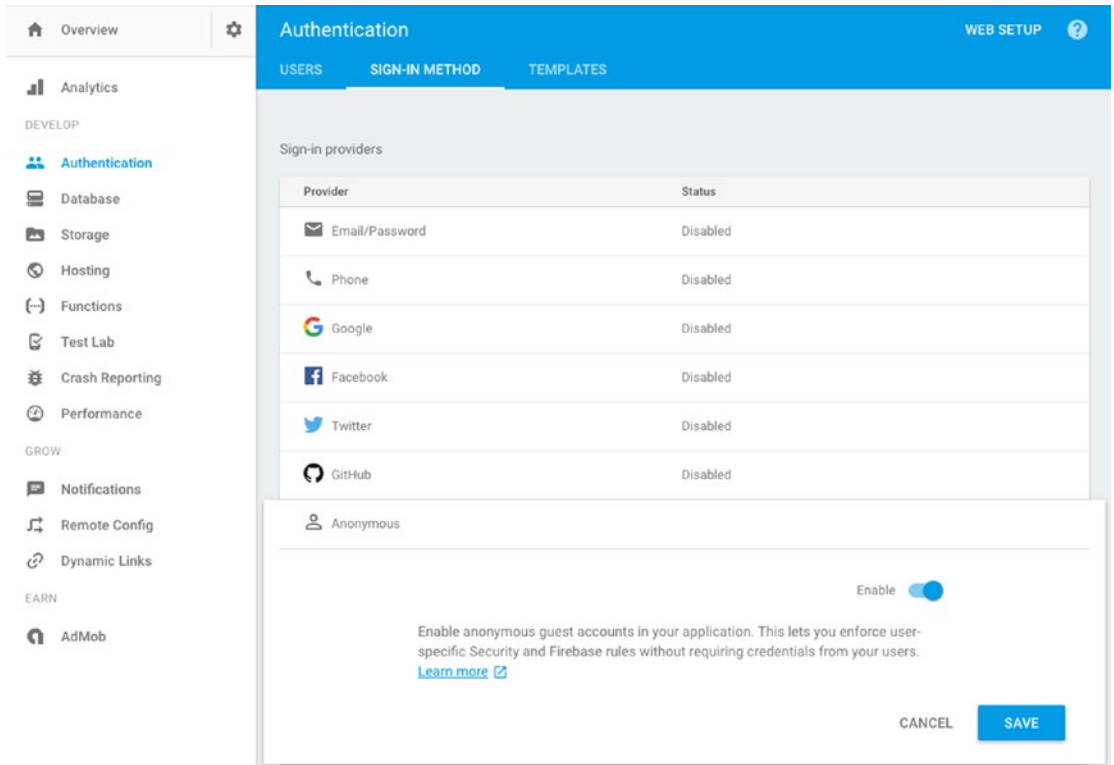 Overview
Analytics
DEVELOP
Authentication
Database
Storage
Hosting
Functions
Test Lab
Crash Reporting
Performance
GROW
Notifications
Remote Config
Dynamic Links
EARN
AdMob
Authentication
WEB SETUP
USERS SIGN-IN METHOD TEMPLATES
Sign-in providers
Provider Status
Email/Password Disabled
Phone Disabled
Google Disabled
Facebook Disabled
Twitter Disabled
GitHub Disabled
Anonymous
Enable
Enable anonymous guest accounts in your application. This lets you enforce user-
specific Security and Firebase rules without requiring credentials from your users.
Learn more
CANCEL SAVE